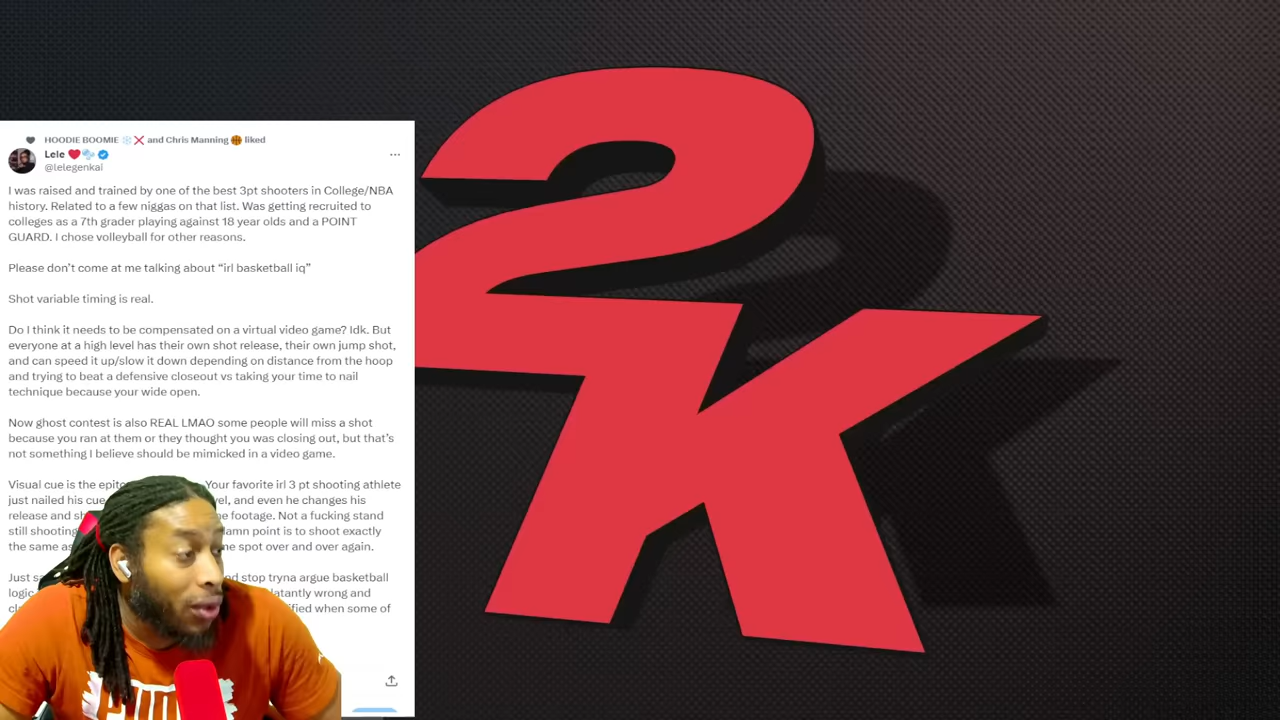 HOODIE BOOMIE ❄️❌ and Chris Manning 🏀 liked
Lele
@lelegenkai
I was raised and trained by one of the best 3pt shooters in College/NBA
history. Related to a few niggas on that list. Was getting recruited to
colleges as a 7th grader playing against 18 year olds and a POINT
GUARD. I chose volleyball for other reasons.
Please don't come at me talking about “irl basketball iq”
Shot variable timing is real.
Do I think it needs to be compensated on a virtual video game? Idk. But
everyone at a high level has their own shot release, their own jump shot,
and can speed it up/slow it down depending on distance from the hoop
and trying to beat a defensive closeout vs taking your time to nail
technique because your wide open.
Now ghost contest is also REAL LMAO some people will miss a shot
because you ran at them or they thought you was closing out, but that's
not something I believe should be mimicked in a video game.
Visual cue is the Your favorite irl 3 pt shooting athlete
just nailed his cue and even he changes his
release and footage. Not a fucking stand
still shooting damn point is to shoot exactly
the same spot over and over again.
Just and stop tryna argue basketball
logic wrong and
when some of
2K